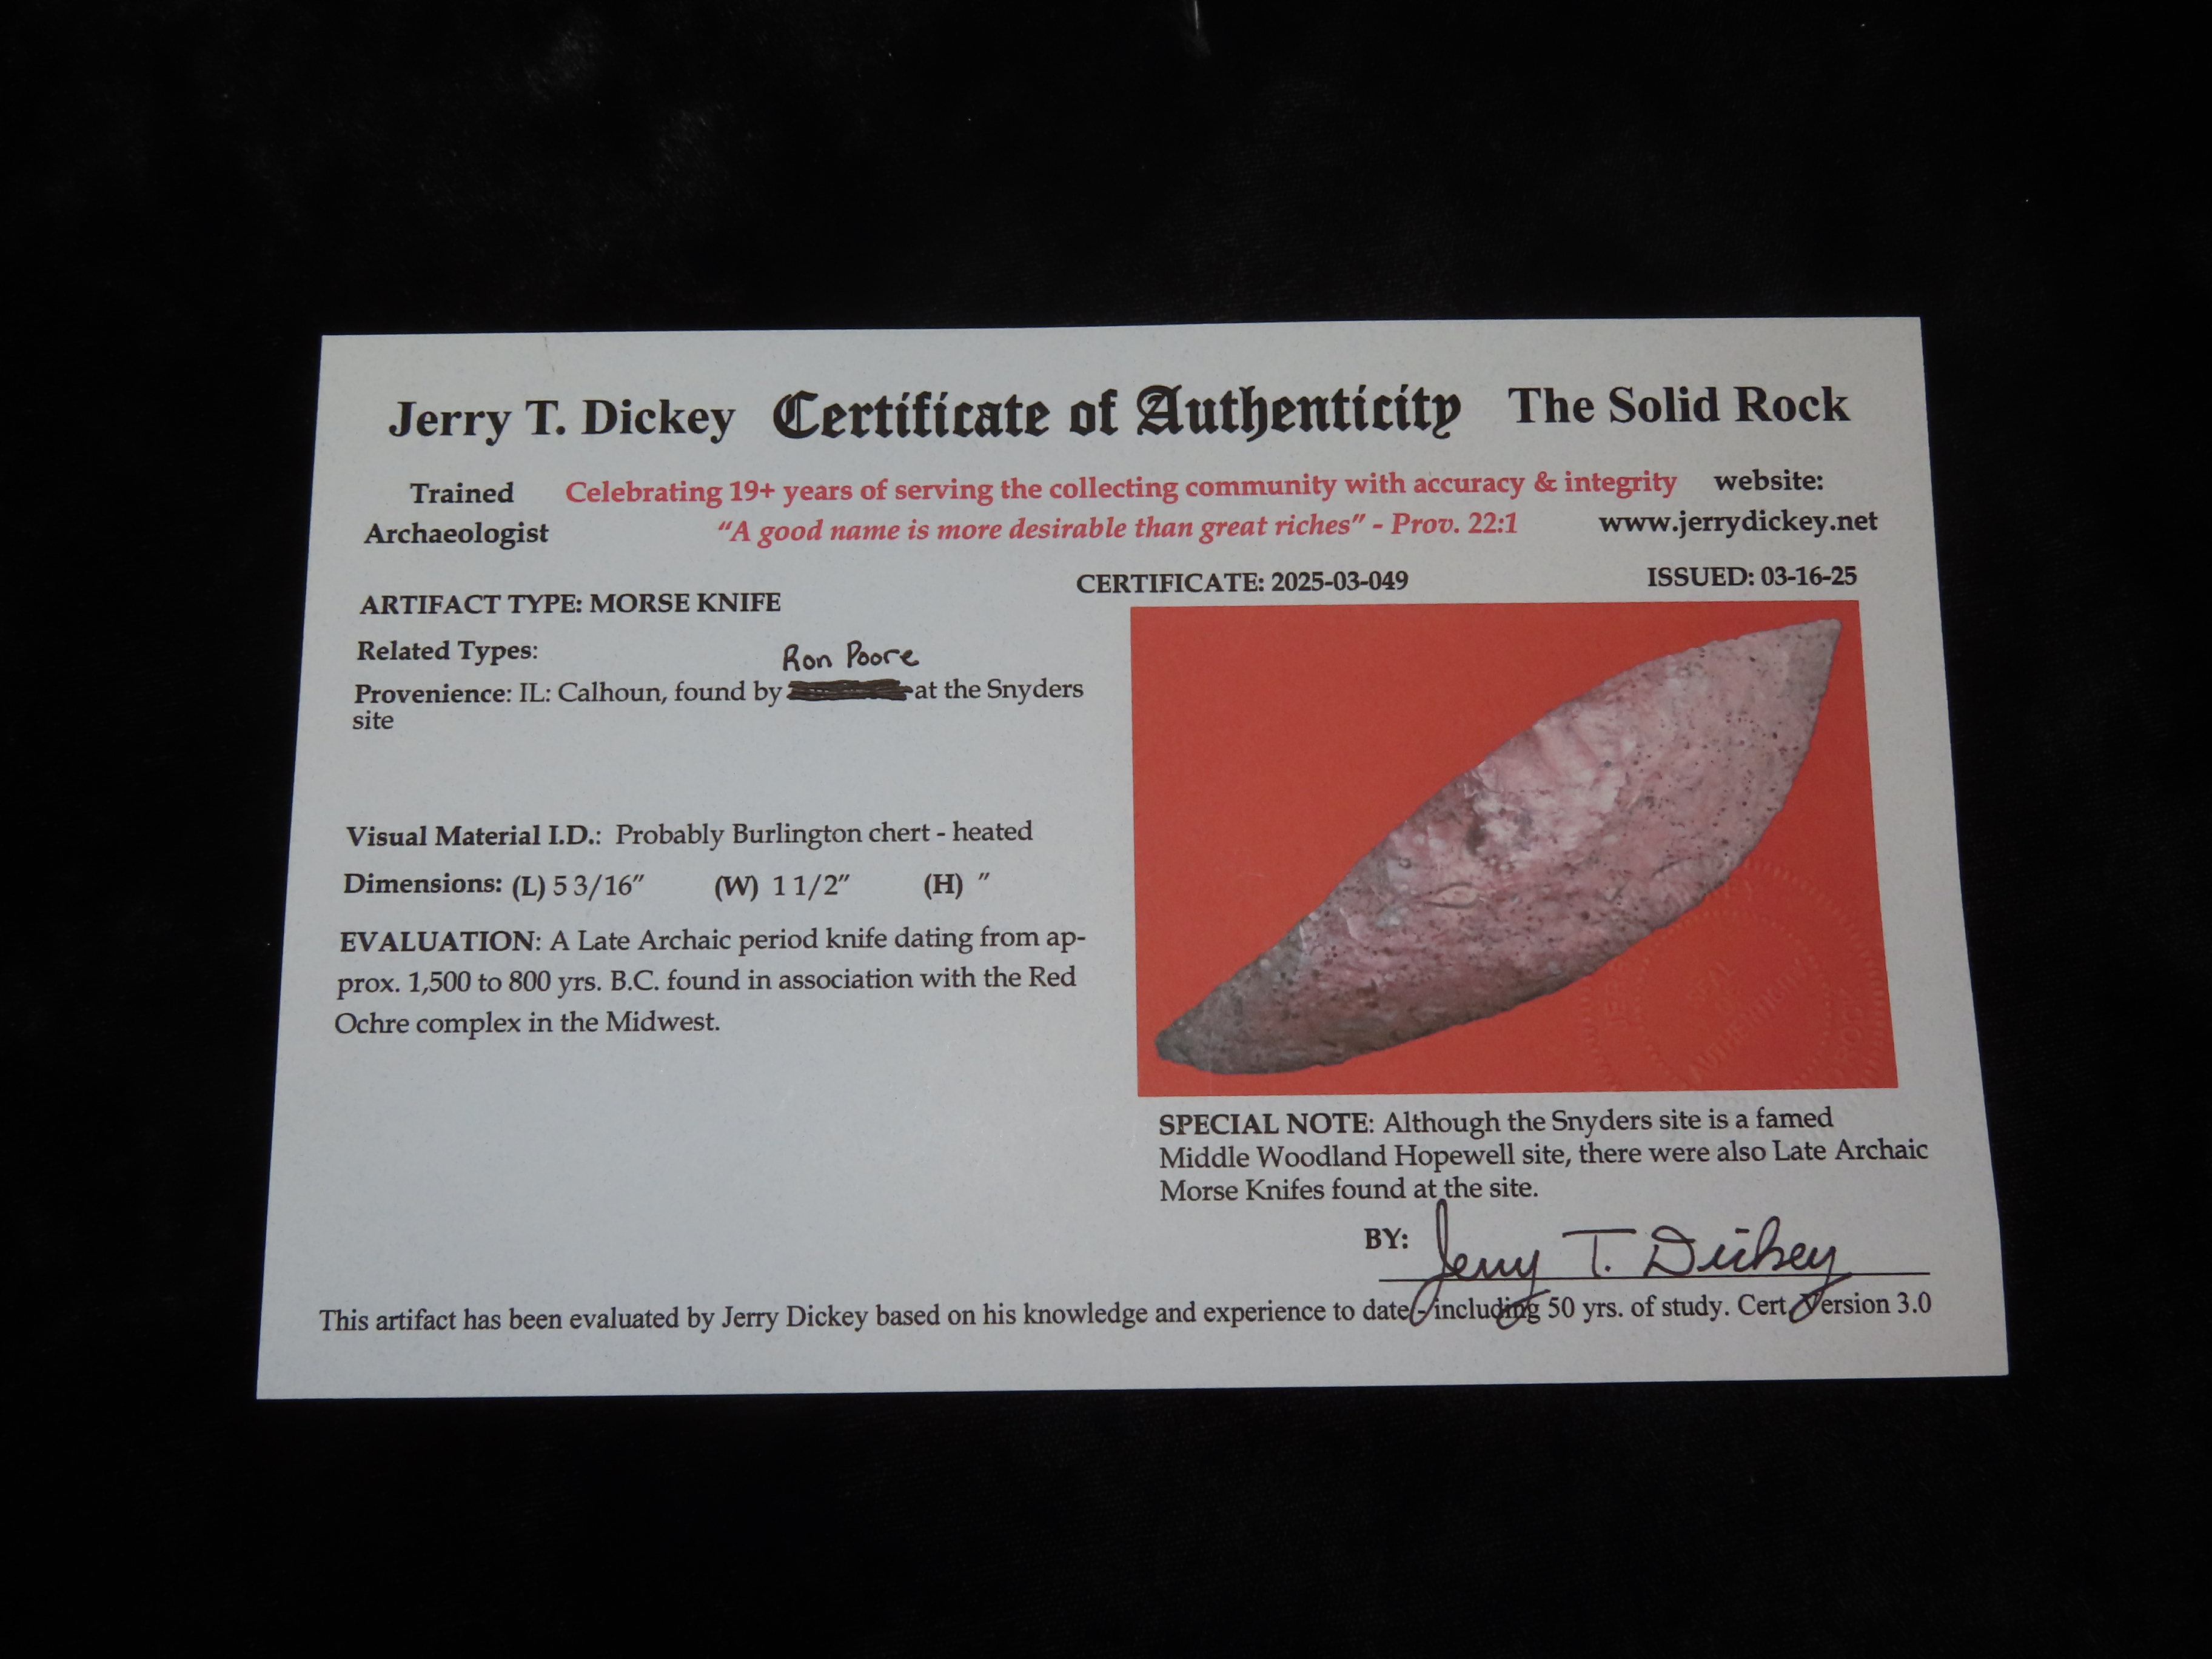 Jerry T. Dickey Certificate of Authenticity The Solid Rock
Trained Archaeologist
Celebrating 19+ years of serving the collecting community with accuracy & integrity
"A good name is more desirable than great riches" - Prov. 22:1
website:
www.jerrydickey.net
CERTIFICATE: 2025-03-049 ISSUED: 03-16-25
ARTIFACT TYPE: MORSE KNIFE
Related Types:
Ron Poore
Provenience: IL: Calhoun, found by at the Snyders
site
Visual Material I.D.: Probably Burlington chert - heated
Dimensions: (L) 5 3/16" (W) 1 1/2" (H) "
EVALUATION: A Late Archaic period knife dating from ap-
prox. 1,500 to 800 yrs. B.C. found in association with the Red
Ochre complex in the Midwest.
SEAL
AUTHENTICITY
SPECIAL NOTE: Although the Snyders site is a famed
Middle Woodland Hopewell site, there were also Late Archaic
Morse Knifes found at the site.
BY: Jerry T. Dickey
This artifact has been evaluated by Jerry Dickey based on his knowledge and experience to date - including 50 yrs. of study. Cert. Version 3.0